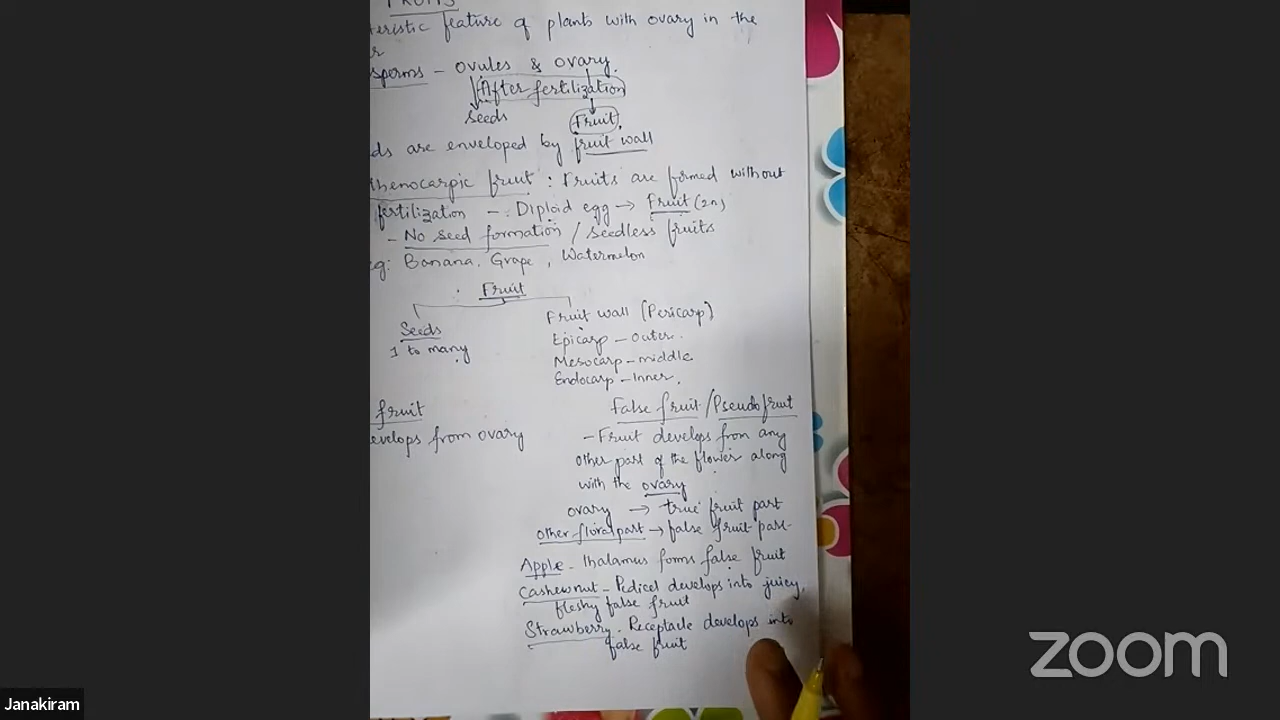 FRUITS
teristic feature of plants with ovary in the
r
sperms - ovules & ovary.
After fertilization
Seeds
Fruit.
ds are enveloped by fruit wall
thenocarpic fruit : Fruits are formed without
fertilization - . Diploid egg → Fruit (2n)
- No seed formation / seedless fruits
eg: Banana, Grape, Watermelon
Fruit
Seeds
1 to many
Fruit wall (Pericarp)
Epicarp - outer.
Mesocarp - middle
Endocarp - Inner.
fruit
evelops from ovary
False fruit / Pseudofruit
- Fruit develops from any
other part of the flower along
with the ovary
ovary → true fruit part
other floral part → false fruit part
Apple - Thalamus forms false fruit
Cashewnut - Pedicel develops into juicy,
fleshy false fruit
Strawberry. Receptacle develops into
false fruit
zoom
Janakiram